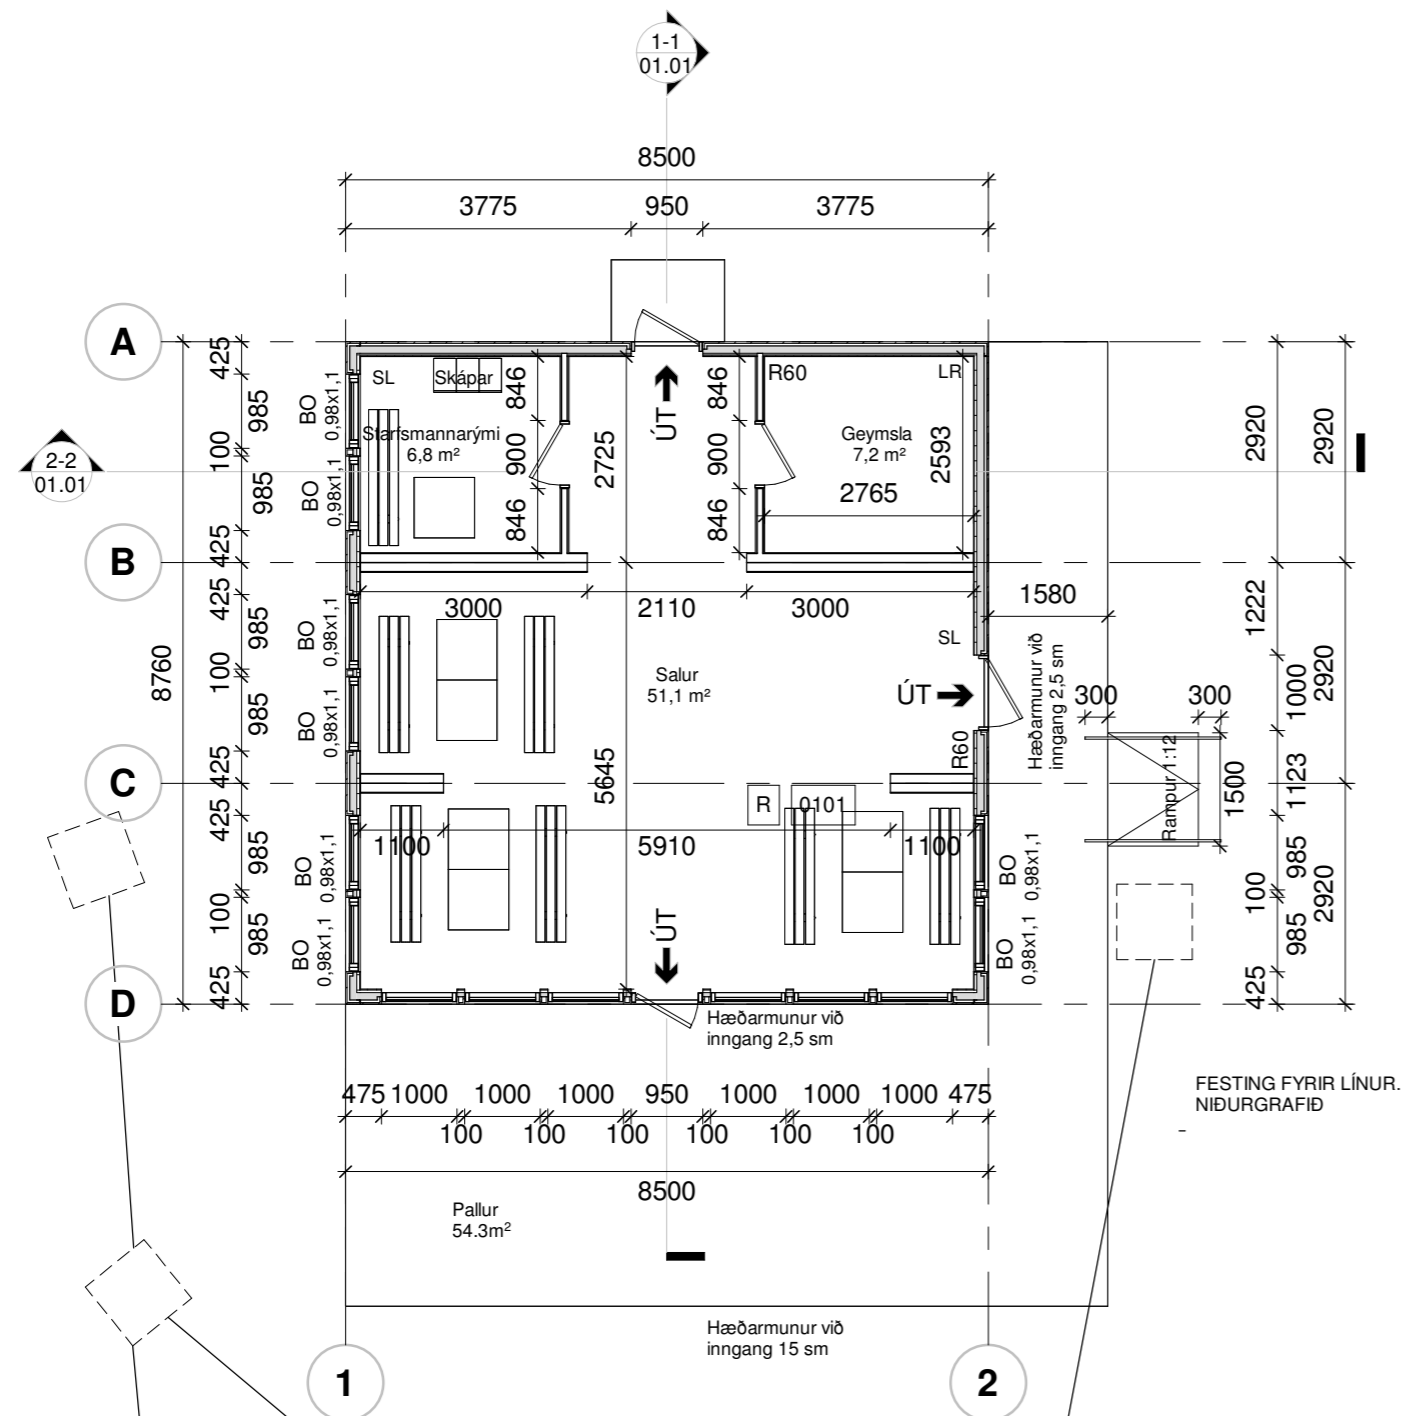 1-1
01.01
8500
3775 950 3775
A
B
C
D
2-2
01.01
8760
425
985
100
985
425
425
985
100
985
425
425
985
100
985
425
BO
0,98x1,1
BO
0,98x1,1
BO
0,98x1,1
BO
0,98x1,1
BO
0,98x1,1
BO
0,98x1,1
SL
Skápar
Starfsmannarými
6,8 m²
846
900
846
2725
ÚT
846
900
846
R60
LR
Geymsla
7,2 m²
2593
2765
3000 2110 3000
1580
SL
Salur
51,1 m²
ÚT
Hæðarmunur við
inngang 2,5 sm
R60
5645
R 0101
1100 5910 1100
ÚT
BO
0,98x1,1
BO
0,98x1,1
300 300
Rampur 1:12
1500
2920
1222
1000
1123
985
100
985
425
2920
2920
2920
Hæðarmunur við
inngang 2,5 sm
475 1000 1000 1000 950 1000 1000 1000 475
100 100 100 100 100 100
8500
FESTING FYRIR LÍNUR.
NIÐURGRAFIÐ
Pallur
54.3m²
Hæðarmunur við
inngang 15 sm
1 2